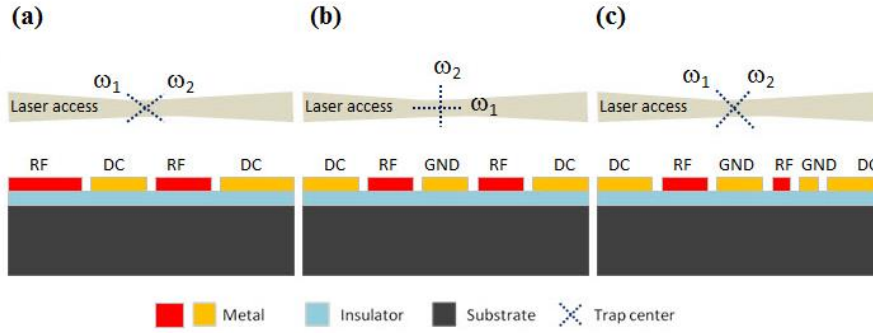 (a) (b) (c)
ω1 ω2 ω2 ω1 ω2
Laser access Laser access ω1 Laser access
RF DC RF DC DC RF GND RF DC DC RF GND RF GND DC
Metal Insulator Substrate Trap center